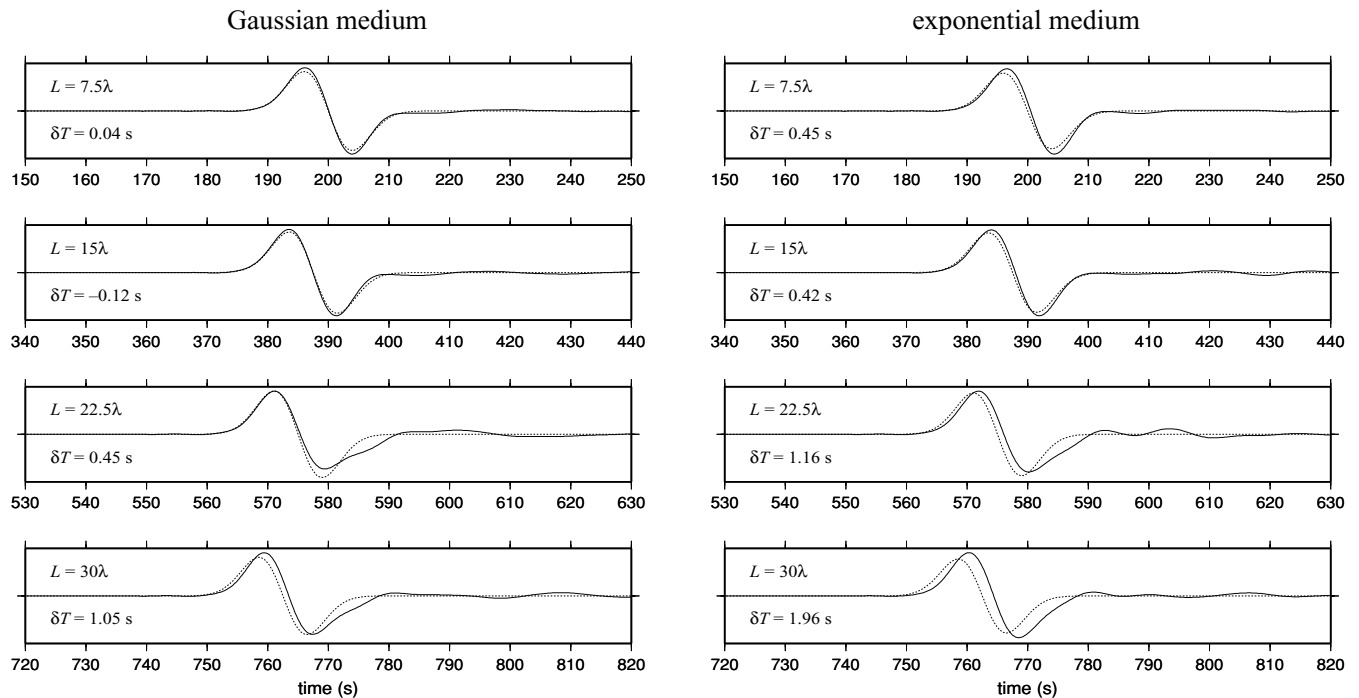 Gaussian medium
L = 7.5λ
δT = 0.04 s
150 160 170 180 190 200 210 220 230 240 250
L = 15λ
δT = –0.12 s
340 350 360 370 380 390 400 410 420 430 440
L = 22.5λ
δT = 0.45 s
530 540 550 560 570 580 590 600 610 620 630
L = 30λ
δT = 1.05 s
720 730 740 750 760 770 780 790 800 810 820
time (s)
exponential medium
L = 7.5λ
δT = 0.45 s
150 160 170 180 190 200 210 220 230 240 250
L = 15λ
δT = 0.42 s
340 350 360 370 380 390 400 410 420 430 440
L = 22.5λ
δT = 1.16 s
530 540 550 560 570 580 590 600 610 620 630
L = 30λ
δT = 1.96 s
720 730 740 750 760 770 780 790 800 810 820
time (s)